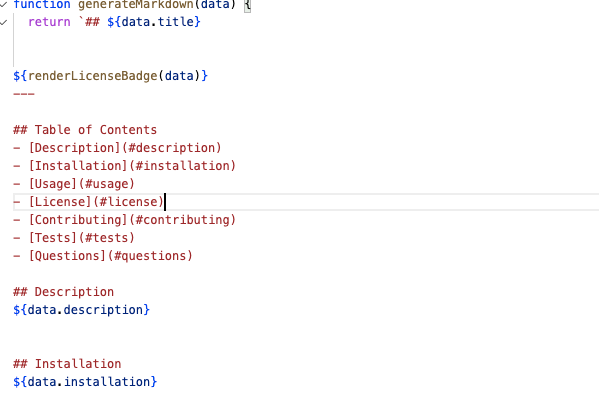 function generateMarkdown(data) {
return `## ${data.title}
${renderLicenseBadge(data)}
---
## Table of Contents
- [Description](#description)
- [Installation](#installation)
- [Usage](#usage)
- [License](#license)
- [Contributing](#contributing)
- [Tests](#tests)
- [Questions](#questions)
## Description
${data.description}
## Installation
${data.installation}